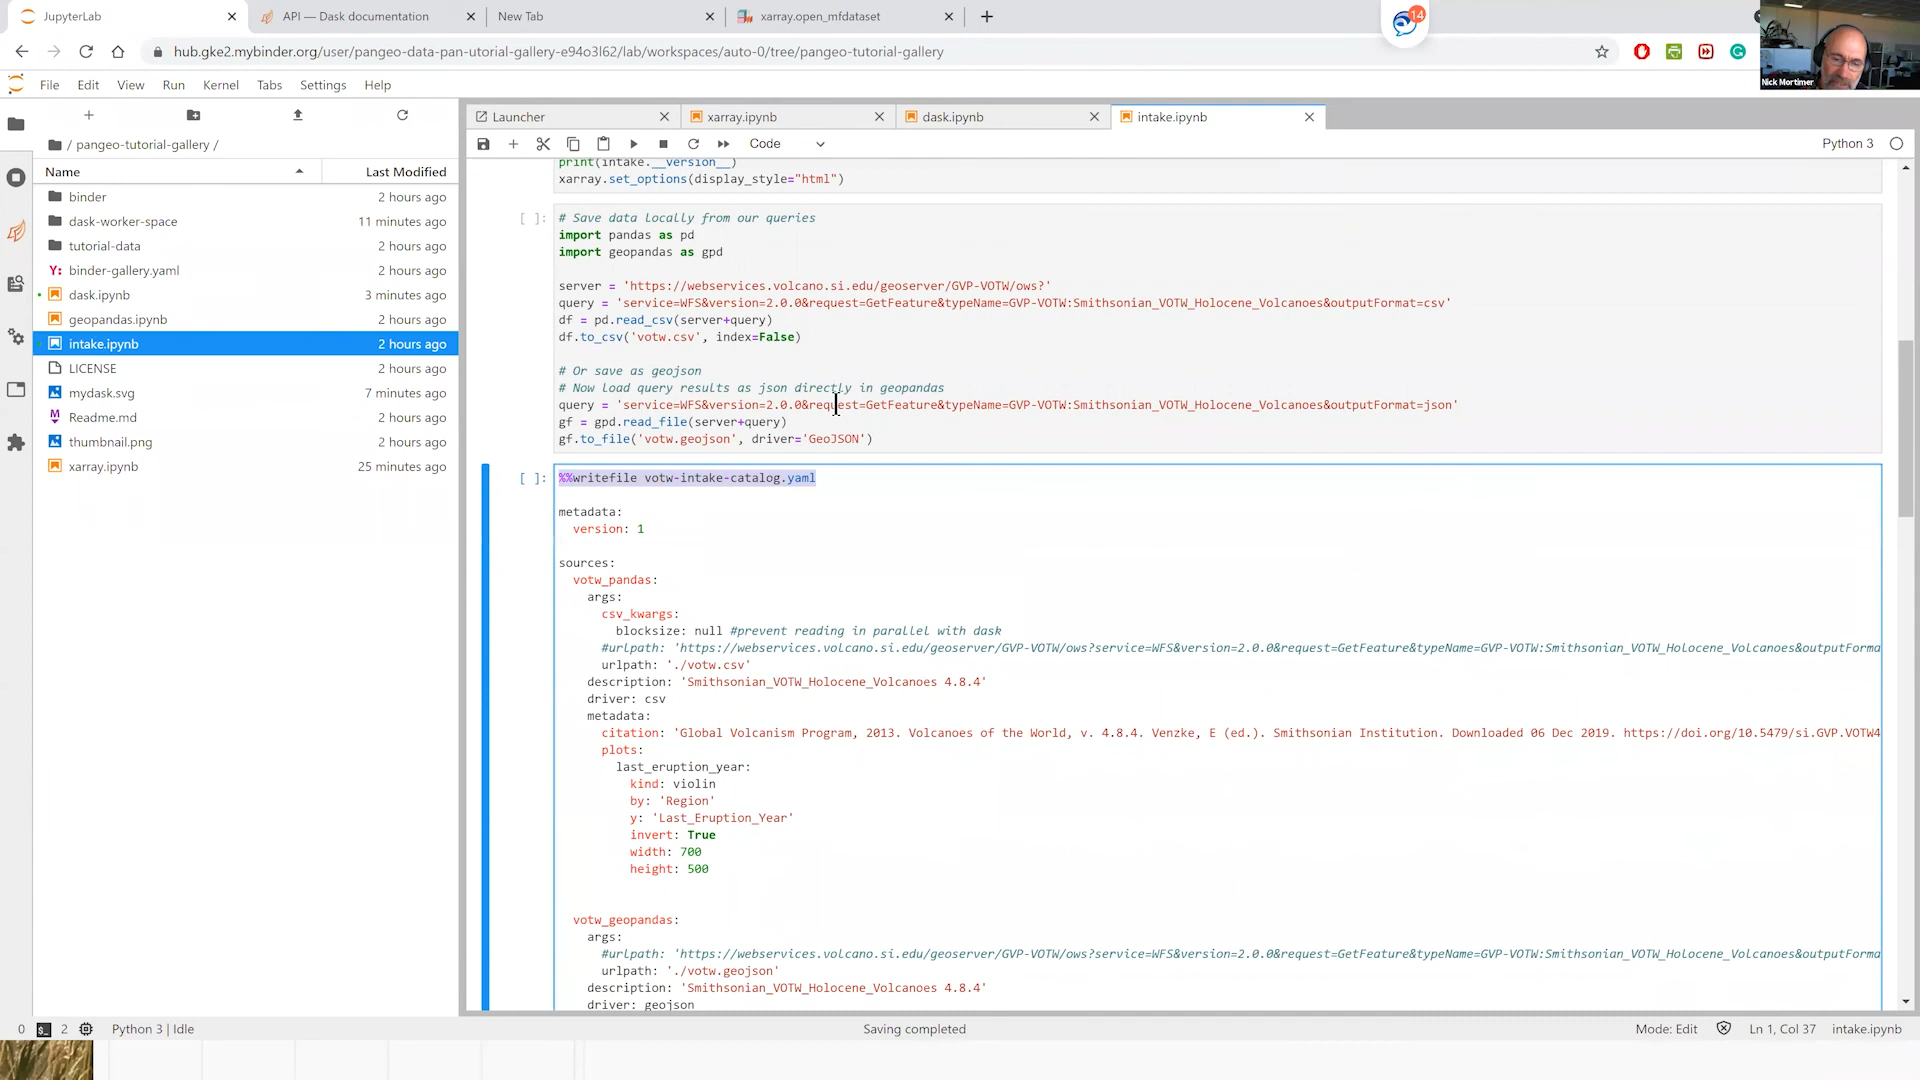 JupyterLab
API — Dask documentation
New Tab
xarray.open_mfdataset
14
Nick Mortimer
hub.gke2.mybinder.org/user/pangeo-data-pan-utorial-gallery-e94o3l62/lab/workspaces/auto-0/tree/pangeo-tutorial-gallery
File Edit View Run Kernel Tabs Settings Help
Launcher
xarray.ipynb
dask.ipynb
intake.ipynb
Code
Python 3
/ pangeo-tutorial-gallery /
Name Last Modified
binder 2 hours ago
dask-worker-space 11 minutes ago
tutorial-data 2 hours ago
Y: binder-gallery.yaml 2 hours ago
dask.ipynb 3 minutes ago
geopandas.ipynb 2 hours ago
intake.ipynb 2 hours ago
LICENSE 2 hours ago
mydask.svg 7 minutes ago
Readme.md 2 hours ago
thumbnail.png 2 hours ago
xarray.ipynb 25 minutes ago
print(intake.__version__)
xarray.set_options(display_style="html")
[ ]: # Save data locally from our queries
import pandas as pd
import geopandas as gpd
server = 'https://webservices.volcano.si.edu/geoserver/GVP-VOTW/ows?'
query = 'service=WFS&version=2.0.0&request=GetFeature&typeName=GVP-VOTW:Smithsonian_VOTW_Holocene_Volcanoes&outputFormat=csv'
df = pd.read_csv(server+query)
df.to_csv('votw.csv', index=False)
# Or save as geojson
# Now load query results as json directly in geopandas
query = 'service=WFS&version=2.0.0&request=GetFeature&typeName=GVP-VOTW:Smithsonian_VOTW_Holocene_Volcanoes&outputFormat=json'
gf = gpd.read_file(server+query)
gf.to_file('votw.geojson', driver='GeoJSON')
[ ]: %%writefile votw-intake-catalog.yaml
metadata:
version: 1
sources:
votw_pandas:
args:
csv_kwargs:
blocksize: null #prevent reading in parallel with dask
#urlpath: 'https://webservices.volcano.si.edu/geoserver/GVP-VOTW/ows?service=WFS&version=2.0.0&request=GetFeature&typeName=GVP-VOTW:Smithsonian_VOTW_Holocene_Volcanoes&outputForma
urlpath: './votw.csv'
description: 'Smithsonian_VOTW_Holocene_Volcanoes 4.8.4'
driver: csv
metadata:
citation: 'Global Volcanism Program, 2013. Volcanoes of the World, v. 4.8.4. Venzke, E (ed.). Smithsonian Institution. Downloaded 06 Dec 2019. https://doi.org/10.5479/si.GVP.VOTW4
plots:
last_eruption_year:
kind: violin
by: 'Region'
y: 'Last_Eruption_Year'
invert: True
width: 700
height: 500
votw_geopandas:
args:
#urlpath: 'https://webservices.volcano.si.edu/geoserver/GVP-VOTW/ows?service=WFS&version=2.0.0&request=GetFeature&typeName=GVP-VOTW:Smithsonian_VOTW_Holocene_Volcanoes&outputForma
urlpath: './votw.geojson'
description: 'Smithsonian_VOTW_Holocene_Volcanoes 4.8.4'
driver: geojson
0 2 Python 3 | Idle Saving completed Mode: Edit Ln 1, Col 37 intake.ipynb